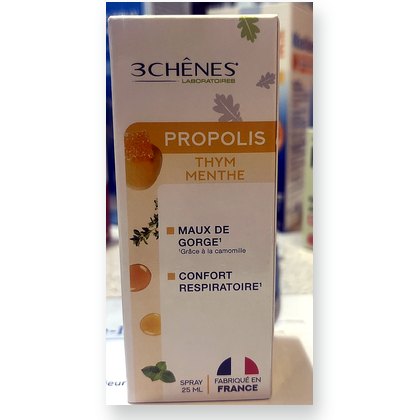 3CHÊNES
LABORATOIRES
PROPOLIS
THYM
MENTHE
MAUX DE
GORGE¹
¹Grâce à la camomille
CONFORT
RESPIRATOIRE¹
SPRAY
25 ML
FABRIQUÉ EN
FRANCE